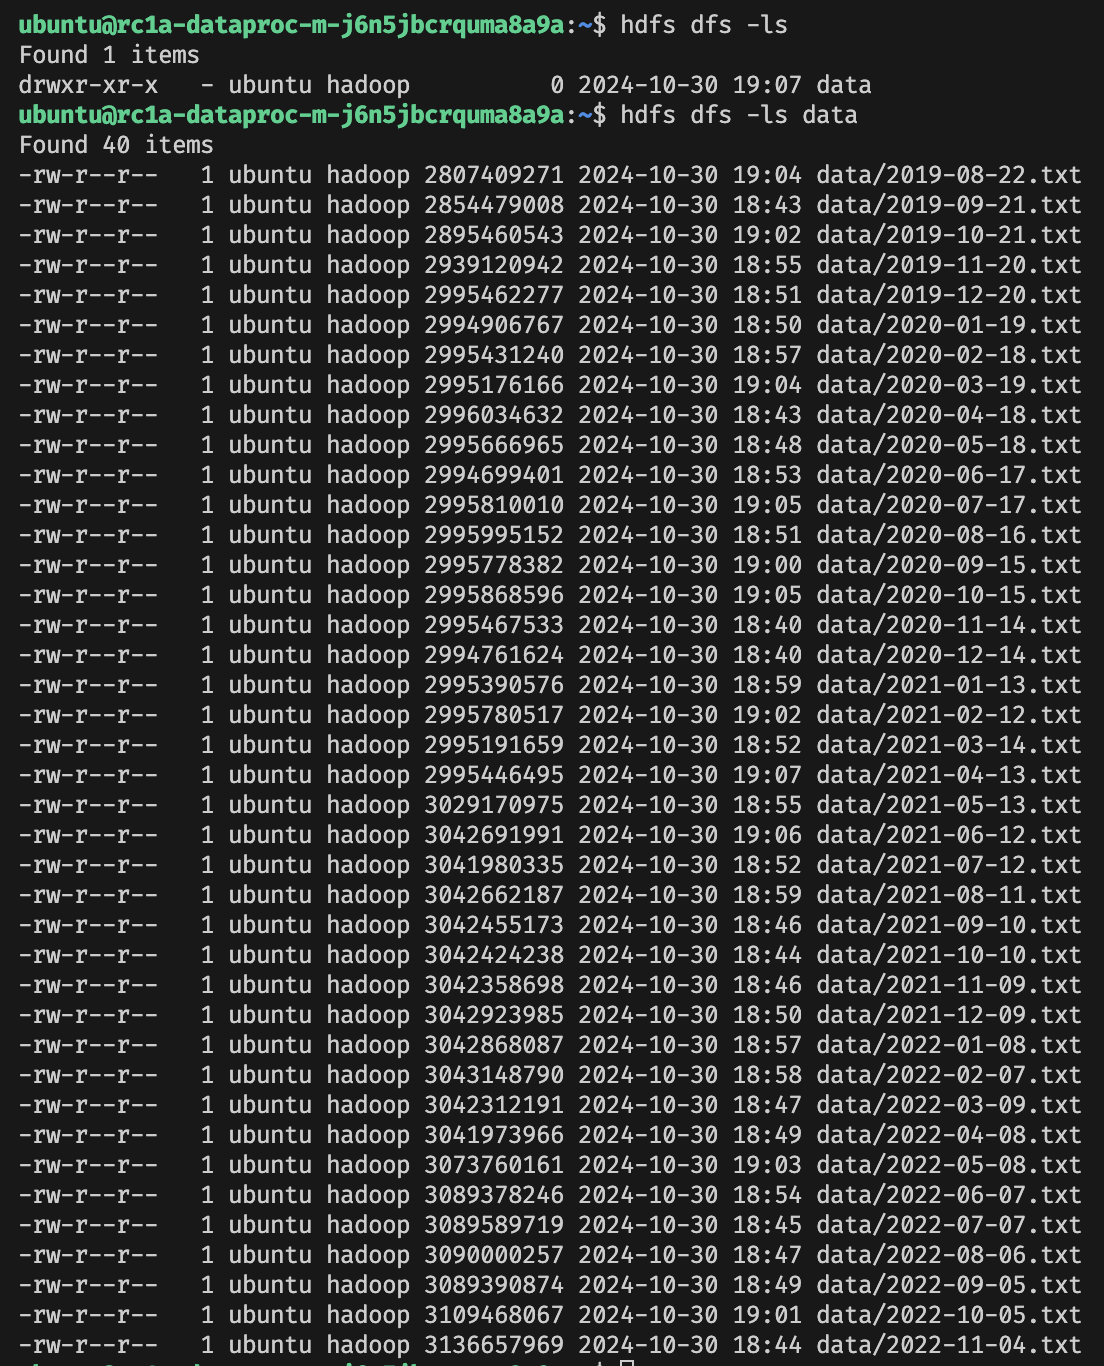 ubuntu@rc1a-dataproc-m-j6n5jbcrquma8a9a:~$ hdfs dfs -ls
Found 1 items
drwxr-xr-x   - ubuntu hadoop          0 2024-10-30 19:07 data
ubuntu@rc1a-dataproc-m-j6n5jbcrquma8a9a:~$ hdfs dfs -ls data
Found 40 items
-rw-r--r--   1 ubuntu hadoop 2807409271 2024-10-30 19:04 data/2019-08-22.txt
-rw-r--r--   1 ubuntu hadoop 2854479008 2024-10-30 18:43 data/2019-09-21.txt
-rw-r--r--   1 ubuntu hadoop 2895460543 2024-10-30 19:02 data/2019-10-21.txt
-rw-r--r--   1 ubuntu hadoop 2939120942 2024-10-30 18:55 data/2019-11-20.txt
-rw-r--r--   1 ubuntu hadoop 2995462277 2024-10-30 18:51 data/2019-12-20.txt
-rw-r--r--   1 ubuntu hadoop 2994906767 2024-10-30 18:50 data/2020-01-19.txt
-rw-r--r--   1 ubuntu hadoop 2995431240 2024-10-30 18:57 data/2020-02-18.txt
-rw-r--r--   1 ubuntu hadoop 2995176166 2024-10-30 19:04 data/2020-03-19.txt
-rw-r--r--   1 ubuntu hadoop 2996034632 2024-10-30 18:43 data/2020-04-18.txt
-rw-r--r--   1 ubuntu hadoop 2995666965 2024-10-30 18:48 data/2020-05-18.txt
-rw-r--r--   1 ubuntu hadoop 2994699401 2024-10-30 18:53 data/2020-06-17.txt
-rw-r--r--   1 ubuntu hadoop 2995810010 2024-10-30 19:05 data/2020-07-17.txt
-rw-r--r--   1 ubuntu hadoop 2995995152 2024-10-30 18:51 data/2020-08-16.txt
-rw-r--r--   1 ubuntu hadoop 2995778382 2024-10-30 19:00 data/2020-09-15.txt
-rw-r--r--   1 ubuntu hadoop 2995868596 2024-10-30 19:05 data/2020-10-15.txt
-rw-r--r--   1 ubuntu hadoop 2995467533 2024-10-30 18:40 data/2020-11-14.txt
-rw-r--r--   1 ubuntu hadoop 2994761624 2024-10-30 18:40 data/2020-12-14.txt
-rw-r--r--   1 ubuntu hadoop 2995390576 2024-10-30 18:59 data/2021-01-13.txt
-rw-r--r--   1 ubuntu hadoop 2995780517 2024-10-30 19:02 data/2021-02-12.txt
-rw-r--r--   1 ubuntu hadoop 2995191659 2024-10-30 18:52 data/2021-03-14.txt
-rw-r--r--   1 ubuntu hadoop 2995446495 2024-10-30 19:07 data/2021-04-13.txt
-rw-r--r--   1 ubuntu hadoop 3029170975 2024-10-30 18:55 data/2021-05-13.txt
-rw-r--r--   1 ubuntu hadoop 3042691991 2024-10-30 19:06 data/2021-06-12.txt
-rw-r--r--   1 ubuntu hadoop 3041980335 2024-10-30 18:52 data/2021-07-12.txt
-rw-r--r--   1 ubuntu hadoop 3042662187 2024-10-30 18:59 data/2021-08-11.txt
-rw-r--r--   1 ubuntu hadoop 3042455173 2024-10-30 18:46 data/2021-09-10.txt
-rw-r--r--   1 ubuntu hadoop 3042424238 2024-10-30 18:44 data/2021-10-10.txt
-rw-r--r--   1 ubuntu hadoop 3042358698 2024-10-30 18:46 data/2021-11-09.txt
-rw-r--r--   1 ubuntu hadoop 3042923985 2024-10-30 18:50 data/2021-12-09.txt
-rw-r--r--   1 ubuntu hadoop 3042868087 2024-10-30 18:57 data/2022-01-08.txt
-rw-r--r--   1 ubuntu hadoop 3043148790 2024-10-30 18:58 data/2022-02-07.txt
-rw-r--r--   1 ubuntu hadoop 3042312191 2024-10-30 18:47 data/2022-03-09.txt
-rw-r--r--   1 ubuntu hadoop 3041973966 2024-10-30 18:49 data/2022-04-08.txt
-rw-r--r--   1 ubuntu hadoop 3073760161 2024-10-30 19:03 data/2022-05-08.txt
-rw-r--r--   1 ubuntu hadoop 3089378246 2024-10-30 18:54 data/2022-06-07.txt
-rw-r--r--   1 ubuntu hadoop 3089589719 2024-10-30 18:45 data/2022-07-07.txt
-rw-r--r--   1 ubuntu hadoop 3090000257 2024-10-30 18:47 data/2022-08-06.txt
-rw-r--r--   1 ubuntu hadoop 3089390874 2024-10-30 18:49 data/2022-09-05.txt
-rw-r--r--   1 ubuntu hadoop 3109468067 2024-10-30 19:01 data/2022-10-05.txt
-rw-r--r--   1 ubuntu hadoop 3136657969 2024-10-30 18:44 data/2022-11-04.txt